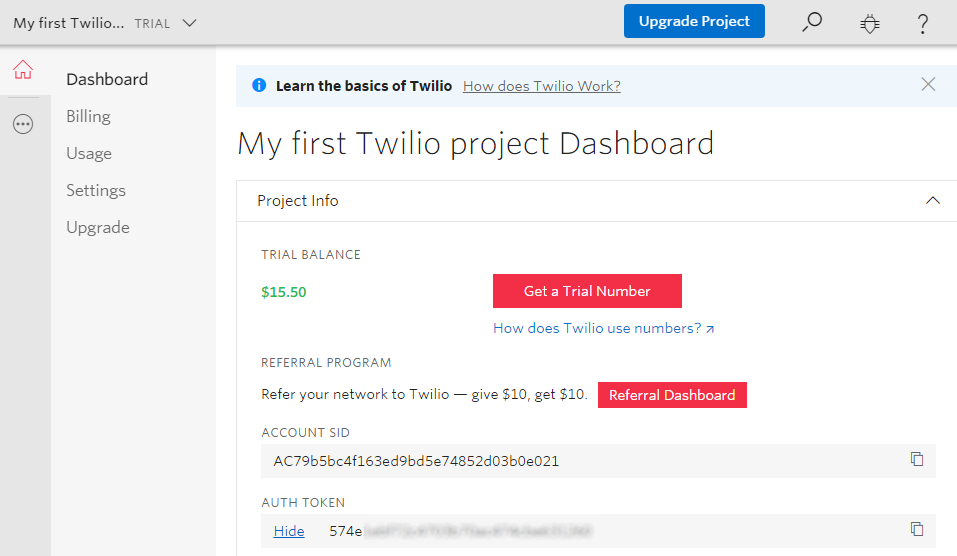 My first Twilio... TRIAL
Upgrade Project
?
Dashboard
Billing
Usage
Settings
Upgrade
Learn the basics of Twilio How does Twilio Work?
My first Twilio project Dashboard
Project Info
TRIAL BALANCE
$15.50
Get a Trial Number
How does Twilio use numbers?
REFERRAL PROGRAM
Refer your network to Twilio — give $10, get $10. Referral Dashboard
ACCOUNT SID
AC79b5bc4f163ed9bd5e74852d03b0e021
AUTH TOKEN
Hide 574e